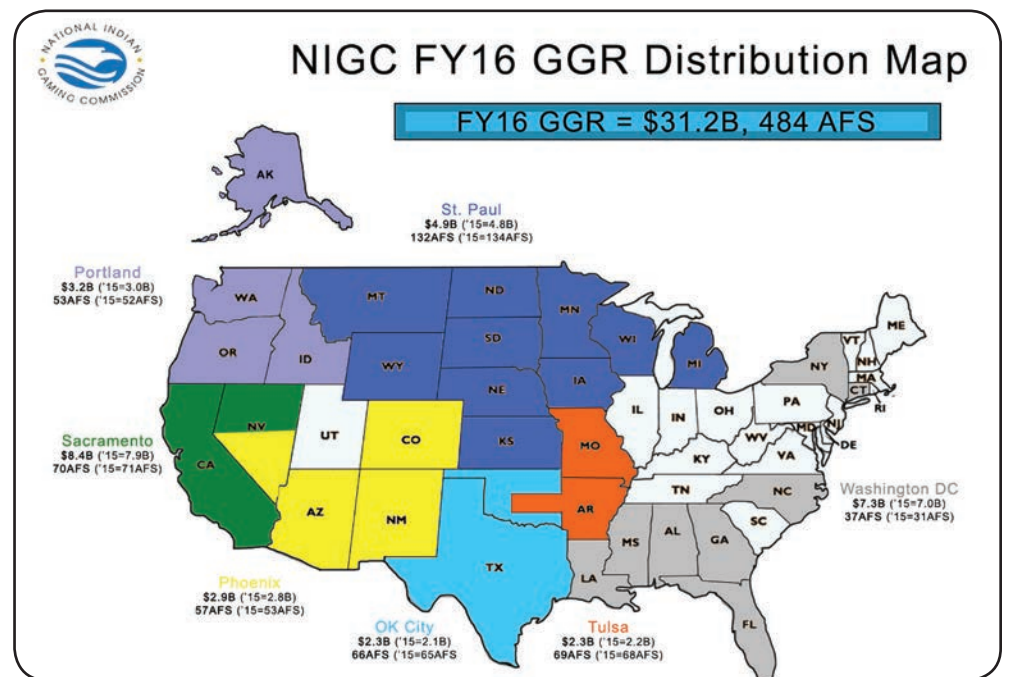 NATIONAL INDIAN
GAMING COMMISSION
NIGC FY16 GGR Distribution Map
FY16 GGR = $31.2B, 484 AFS
AK
St. Paul
$4.9B ('15=4.8B)
132AFS ('15=134AFS)
Portland
$3.2B ('15=3.0B)
53AFS ('15=52AFS)
WA
MT
ND
MN
OR
ID
WY
SD
WI
MI
NE
IA
ME
VT
NH
NY
MA
CT
RI
PA
NJ
Sacramento
$8.4B ('15=7.9B)
70AFS ('15=71AFS)
NV
CA
UT
CO
KS
MO
IL
IN
OH
WV
MD
DE
VA
KY
AZ
NM
AR
TN
NC
SC
Washington DC
$7.3B ('15=7.0B)
37AFS ('15=31AFS)
TX
LA
MS
AL
GA
FL
Phoenix
$2.9B ('15=2.8B)
57AFS ('15=53AFS)
OK City
$2.3B ('15=2.1B)
66AFS ('15=65AFS
Tulsa
$2.3B ('15=2.2B)
69AFS ('15=68AFS)